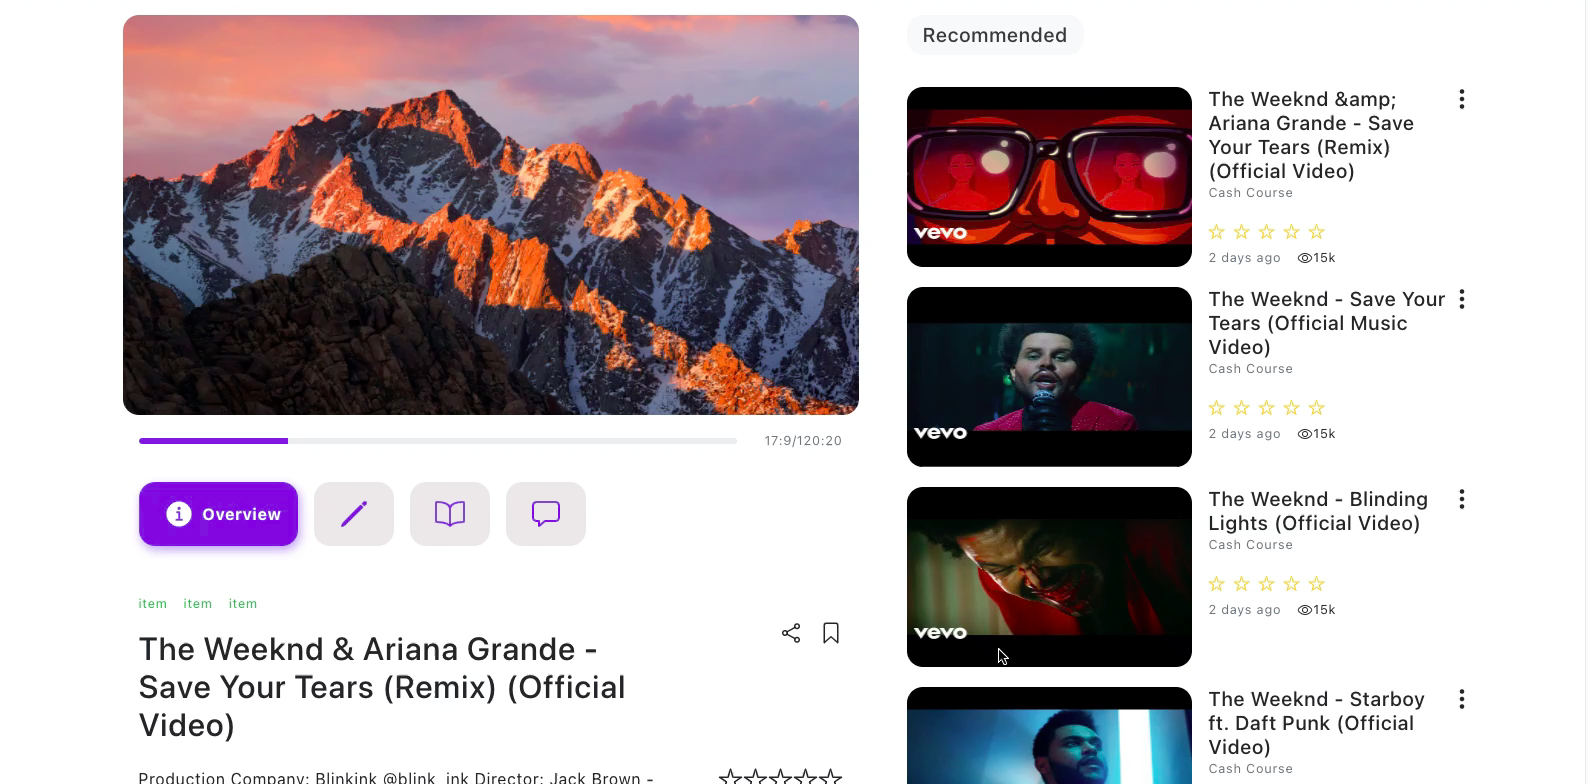 17:9/120:20
Overview
item item item
The Weeknd & Ariana Grande -
Save Your Tears (Remix) (Official
Video)
Production Company: Blinkink @blink_ink Director: Jack Brown -
Recommended
vevo
The Weeknd &amp;
Ariana Grande - Save
Your Tears (Remix)
(Official Video)
Cash Course
2 days ago 15k
vevo
The Weeknd - Save Your
Tears (Official Music
Video)
Cash Course
2 days ago 15k
vevo
The Weeknd - Blinding
Lights (Official Video)
Cash Course
2 days ago 15k
The Weeknd - Starboy
ft. Daft Punk (Official
Video)
Cash Course